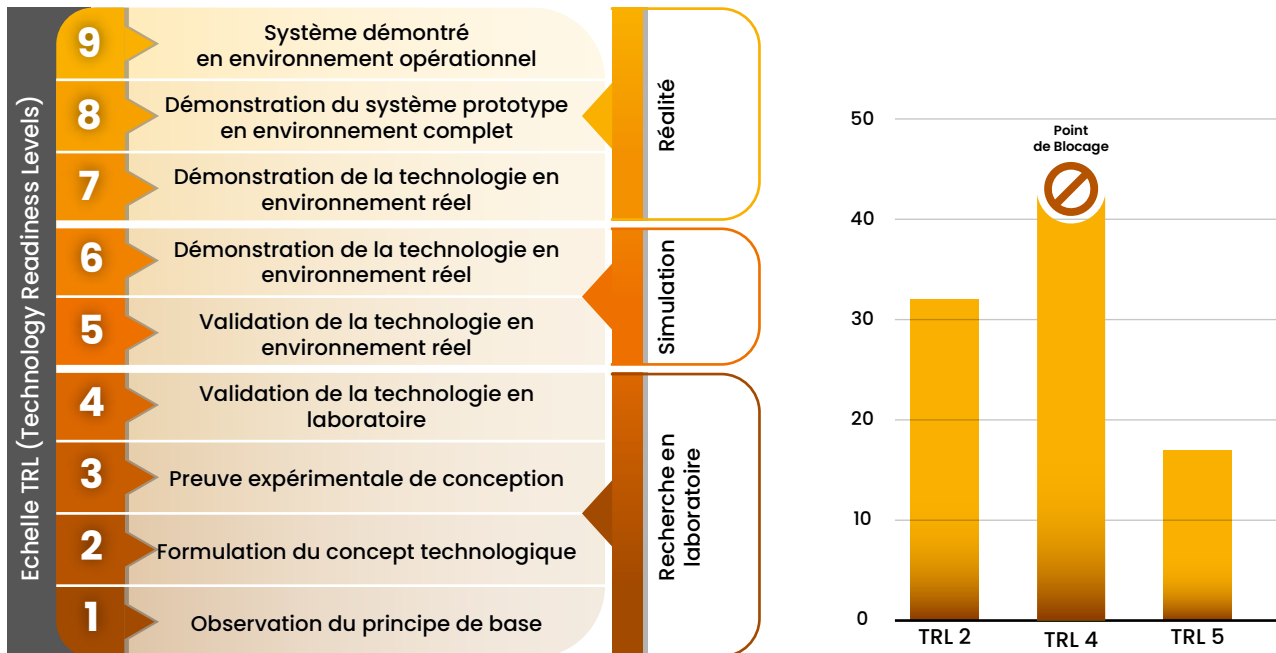 Echelle TRL (Technology Readiness Levels)
9
Système démontré
en environnement opérationnel
8
Démonstration du système prototype
en environnement complet
7
Démonstration de la technologie en
environnement réel
6
Démonstration de la technologie en
environnement réel
5
Validation de la technologie en
environnement réel
4
Validation de la technologie en
laboratoire
3
Preuve expérimentale de conception
2
Formulation du concept technologique
1
Observation du principe de base
Réalité
Simulation
Recherche en
laboratoire
50
40
30
20
10
0
Point
de Blocage
TRL 2
TRL 4
TRL 5